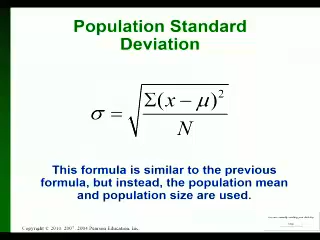 Population Standard
Deviation
σ = √(Σ(x − μ)² / N)
This formula is similar to the previous
formula, but instead, the population mean
and population size are used.
Copyright © 2010, 2007, 2004 Pearson Education, Inc.